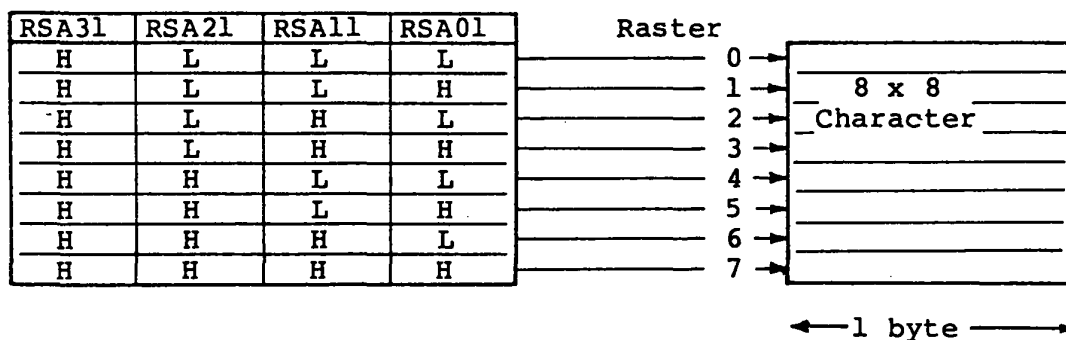 RSA31 RSA21 RSA11 RSA01 Raster
H L L L 0
H L L H 1 8 x 8
H L H L 2 Character
H L H H 3
H H L L 4
H H L H 5
H H H L 6
H H H H 7
1 byte